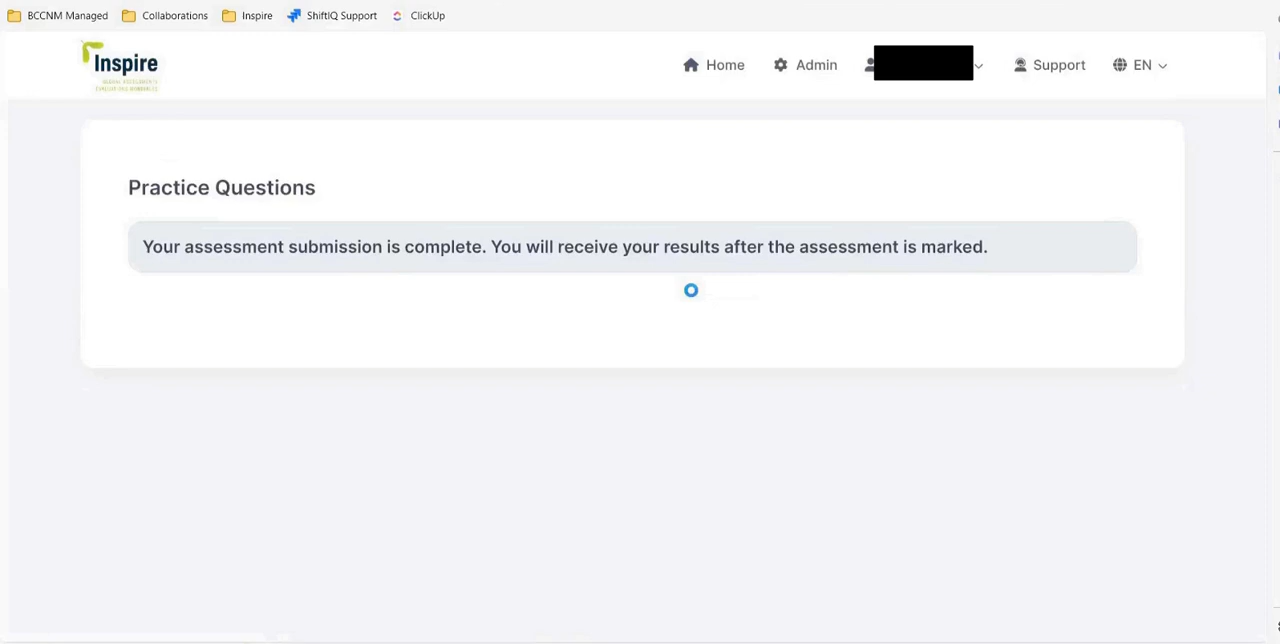 BCCNM Managed
Collaborations
Inspire
ShiftIQ Support
ClickUp
Inspire
Home
Admin
Support
EN
Practice Questions
Your assessment submission is complete. You will receive your results after the assessment is marked.